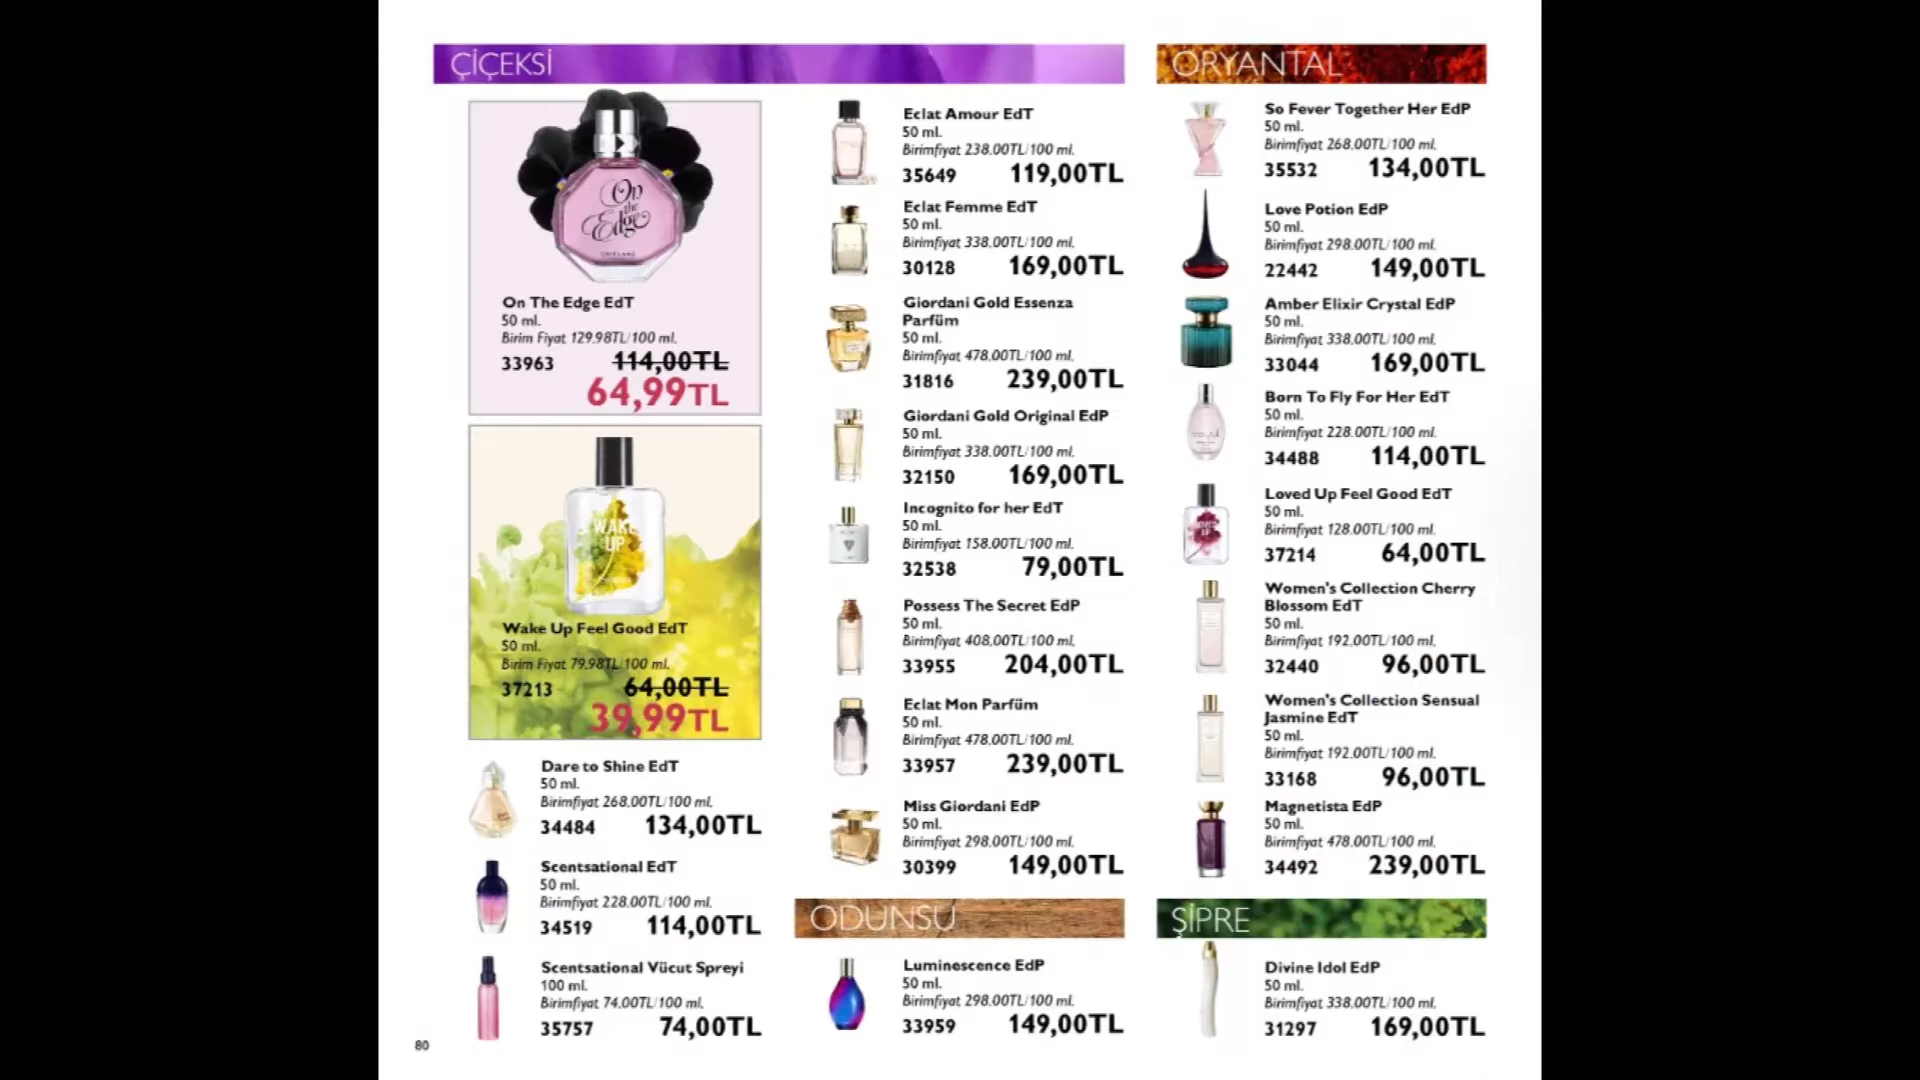 ÇİÇEKSİ
On
the
Edge
ORIFLAME
On The Edge EdT
50 ml.
Birim Fiyat 129.98TL/100 ml.
33963 114,00TL
64,99TL
WAKE
UP
Wake Up Feel Good EdT
50 ml.
Birim Fiyat 79.98TL/100 ml.
37213 64,00TL
39,99TL
Dare to Shine EdT
50 ml.
Birimfiyat 268.00TL/100 ml.
34484 134,00TL
Scentsational EdT
50 ml.
Birimfiyat 228.00TL/100 ml.
34519 114,00TL
Scentsational Vücut Spreyi
100 ml.
Birimfiyat 74.00TL/100 ml.
35757 74,00TL
Eclat Amour EdT
50 ml.
Birimfiyat 238.00TL/100 ml.
35649 119,00TL
Eclat Femme EdT
50 ml.
Birimfiyat 338.00TL/100 ml.
30128 169,00TL
Giordani Gold Essenza
Parfüm
50 ml.
Birimfiyat 478.00TL/100 ml.
31816 239,00TL
Giordani Gold Original EdP
50 ml.
Birimfiyat 338.00TL/100 ml.
32150 169,00TL
Incognito for her EdT
50 ml.
Birimfiyat 158.00TL/100 ml.
32538 79,00TL
Possess The Secret EdP
50 ml.
Birimfiyat 408.00TL/100 ml.
33955 204,00TL
Eclat Mon Parfüm
50 ml.
Birimfiyat 478.00TL/100 ml.
33957 239,00TL
Miss Giordani EdP
50 ml.
Birimfiyat 298.00TL/100 ml.
30399 149,00TL
ODUNSU
Luminescence EdP
50 ml.
Birimfiyat 298.00TL/100 ml.
33959 149,00TL
ORYANTAL
So Fever Together Her EdP
50 ml.
Birimfiyat 268.00TL/100 ml.
35532 134,00TL
Love Potion EdP
50 ml.
Birimfiyat 298.00TL/100 ml.
22442 149,00TL
Amber Elixir Crystal EdP
50 ml.
Birimfiyat 338.00TL/100 ml.
33044 169,00TL
Born To Fly For Her EdT
50 ml.
Birimfiyat 228.00TL/100 ml.
34488 114,00TL
Loved Up Feel Good EdT
50 ml.
Birimfiyat 128.00TL/100 ml.
37214 64,00TL
Women's Collection Cherry
Blossom EdT
50 ml.
Birimfiyat 192.00TL/100 ml.
32440 96,00TL
Women's Collection Sensual
Jasmine EdT
50 ml.
Birimfiyat 192.00TL/100 ml.
33168 96,00TL
Magnetista EdP
50 ml.
Birimfiyat 478.00TL/100 ml.
34492 239,00TL
ŞİPRE
Divine Idol EdP
50 ml.
Birimfiyat 338.00TL/100 ml.
31297 169,00TL
80